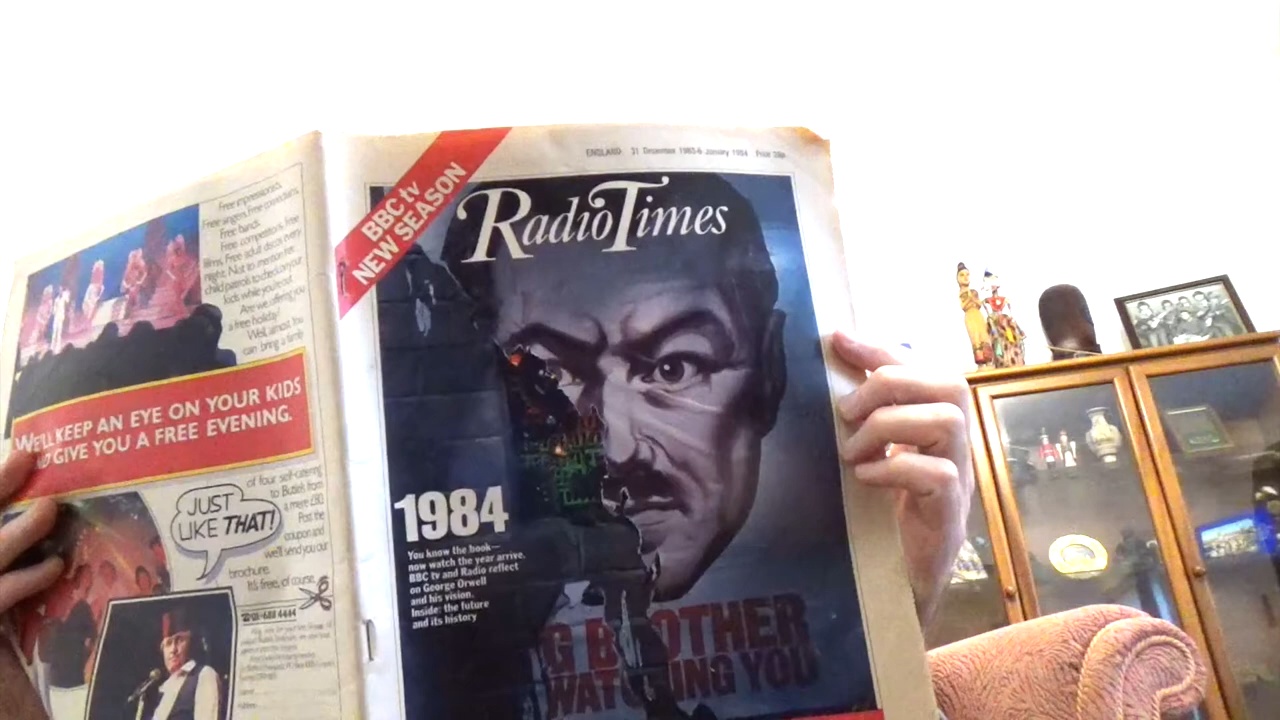 Free impressionists.
Free singers. Free comedians.
Free bands.
Free competitions, free
films. Free adult discos every
night. Not to mention free
child patrols to check on your
kids while you're out.
Are we offering you
a free holiday?
Well, almost. You
can bring a family
WE'LL KEEP AN EYE ON YOUR KIDS
GIVE YOU A FREE EVENING.
of four self-catering
to Butlin's from
a mere £80.
Post the
coupon and
we'll send you our
brochure.
It's free, of course.
JUST
LIKE THAT!
BBC tv
NEW SEASON
ENGLAND 31 December 1983-6 January 1984 Price
Radio Times
1984
You know the book—
now watch the year arrive.
BBC tv and Radio reflect
on George Orwell
and his vision.
Inside: the future
and its history
G BROTHER
WATCHING YOU